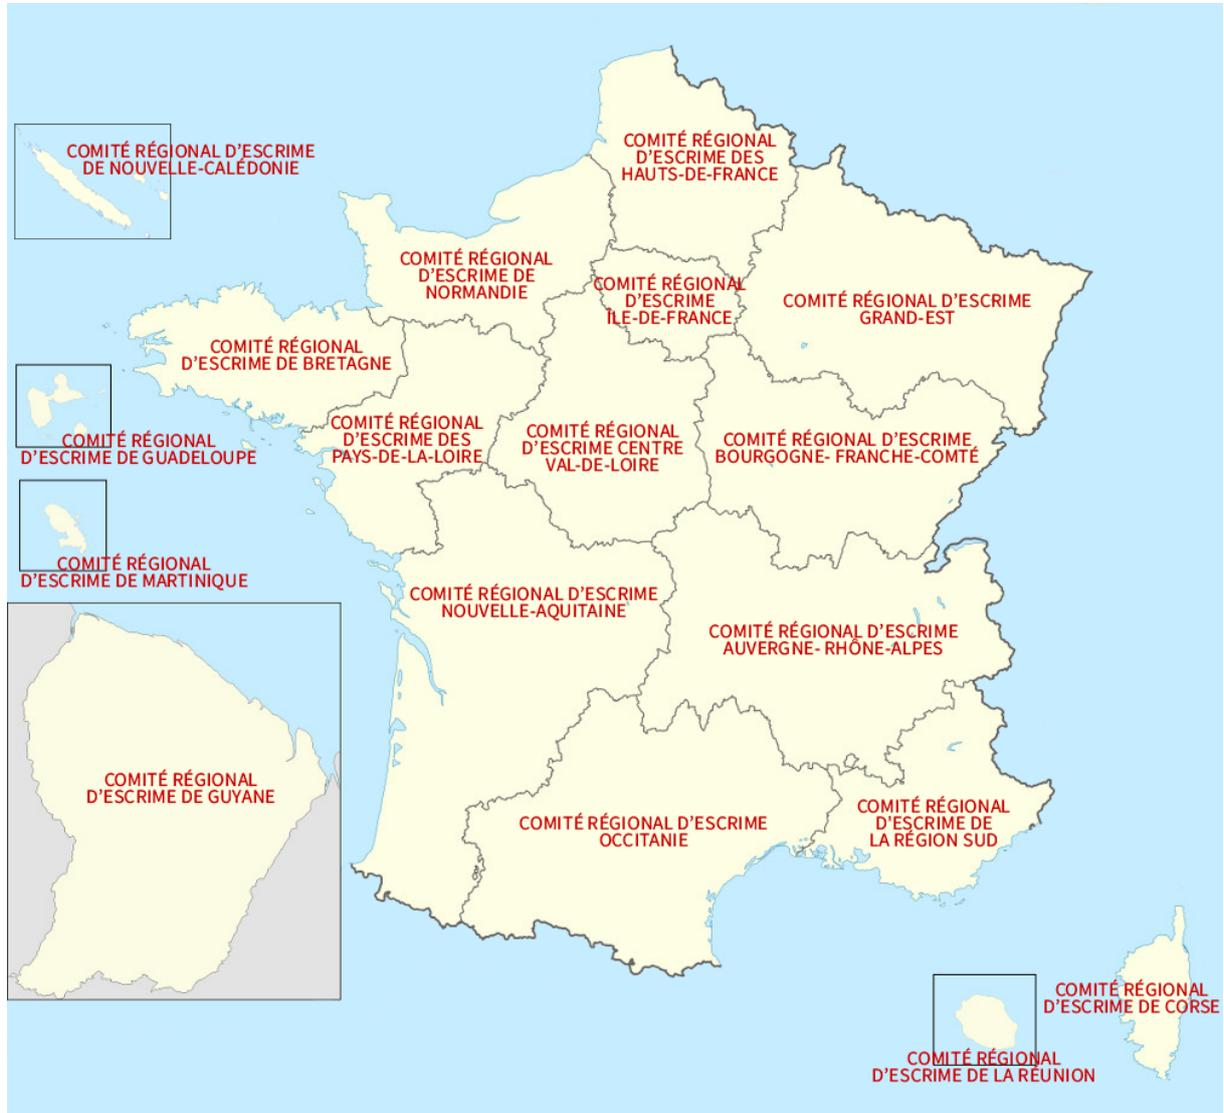 COMITÉ RÉGIONAL
D'ESCRIME DES
HAUTS-DE-FRANCE
COMITÉ RÉGIONAL D'ESCRIME
DE NOUVELLE-CALÉDONIE
COMITÉ RÉGIONAL
D'ESCRIME DE
NORMANDIE
COMITÉ RÉGIONAL
D'ESCRIME
ÎLE-DE-FRANCE
COMITÉ RÉGIONAL D'ESCRIME
GRAND-EST
COMITÉ RÉGIONAL
D'ESCRIME DE BRETAGNE
COMITÉ RÉGIONAL
D'ESCRIME DES
PAYS-DE-LA-LOIRE
COMITÉ RÉGIONAL
D'ESCRIME CENTRE
VAL-DE-LOIRE
COMITÉ RÉGIONAL D'ESCRIME
BOURGOGNE- FRANCHE-COMTÉ
COMITÉ RÉGIONAL
D'ESCRIME DE GUADELOUPE
COMITÉ RÉGIONAL
D'ESCRIME DE MARTINIQUE
COMITÉ RÉGIONAL D'ESCRIME
NOUVELLE-AQUITAINE
COMITÉ RÉGIONAL D'ESCRIME
AUVERGNE- RHÔNE-ALPES
COMITÉ RÉGIONAL
D'ESCRIME DE GUYANE
COMITÉ RÉGIONAL D'ESCRIME
OCCITANIE
COMITÉ RÉGIONAL
D'ESCRIME DE
LA RÉGION SUD
COMITÉ RÉGIONAL
D'ESCRIME DE CORSE
COMITÉ RÉGIONAL
D'ESCRIME DE LA RÉUNION